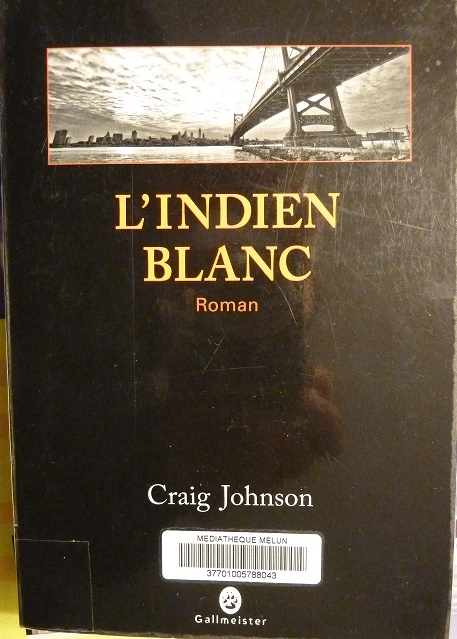 L'INDIEN
BLANC
Roman
Craig Johnson
MEDIATHEQUE MELUN
37701005788043
Gallmeister